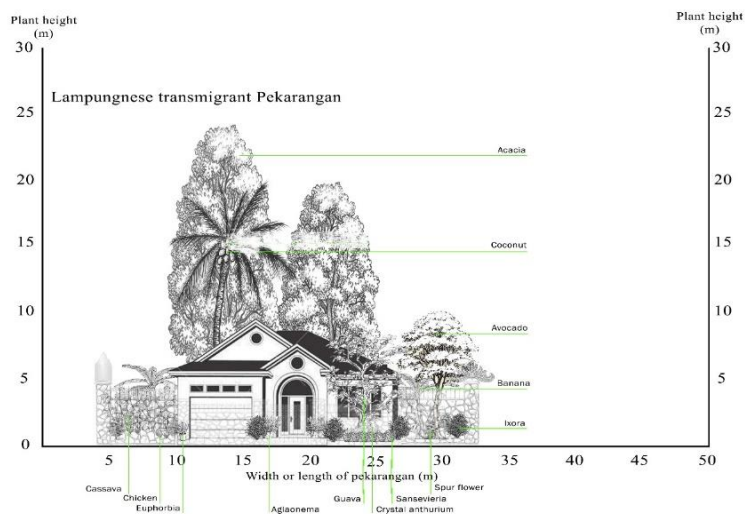 Plant height
(m)
Plant height
(m)
30
30
Lampungnese transmigrant Pekarangan
25
25
Acacia
20
20
Coconut
15
15
10
10
Avocado
5
5
Banana
Ixora
0
5
10
15
20
25
30
35
40
45
50
Width or length of pekarangan (m)
Cassava
Chicken
Euphorbia
Aglaonema
Guava
Crystal anthurium
Sansevieria
Spur flower